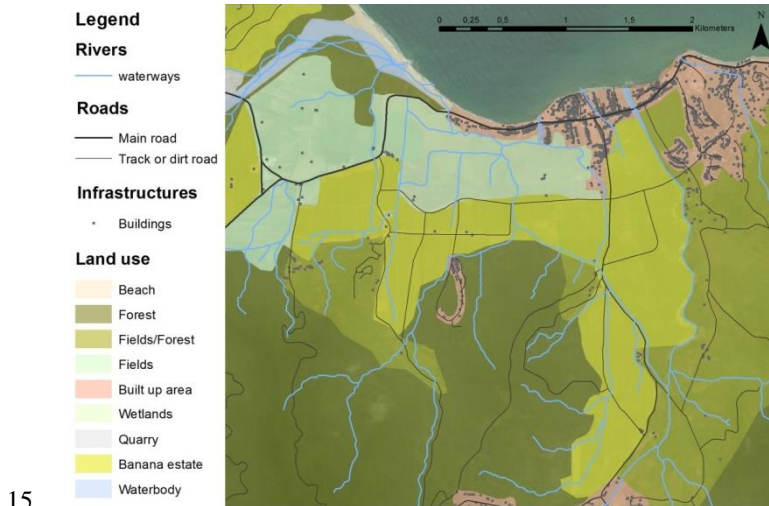 Legend
Rivers
waterways
Roads
Main road
Track or dirt road
Infrastructures
Buildings
Land use
Beach
Forest
Fields/Forest
Fields
Built up area
Wetlands
Quarry
Banana estate
Waterbody
0 0,25 0,5 1 1,5 2
Kilometers
N
15